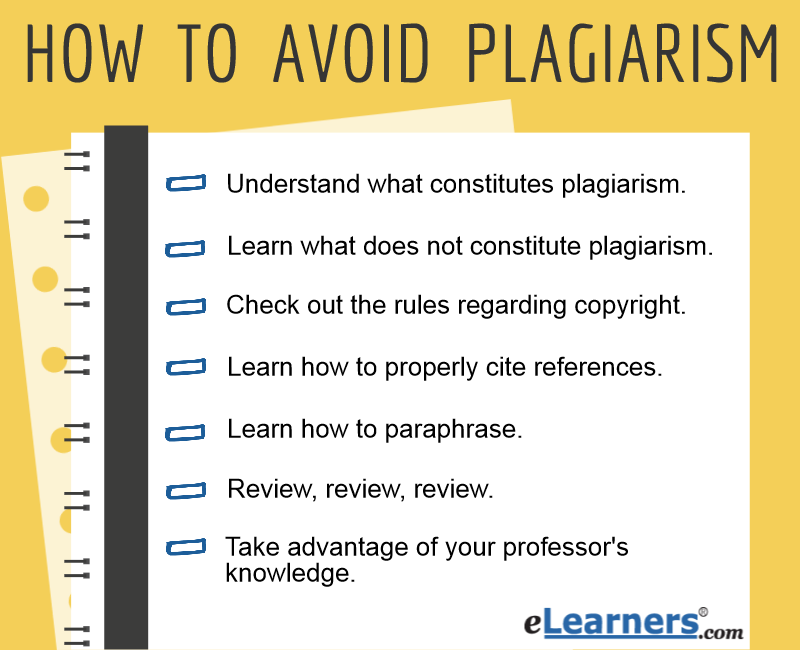 HOW TO AVOID PLAGIARISM
Understand what constitutes plagiarism.
Learn what does not constitute plagiarism.
Check out the rules regarding copyright.
Learn how to properly cite references.
Learn how to paraphrase.
Review, review, review.
Take advantage of your professor's
knowledge.
eLearners®.com